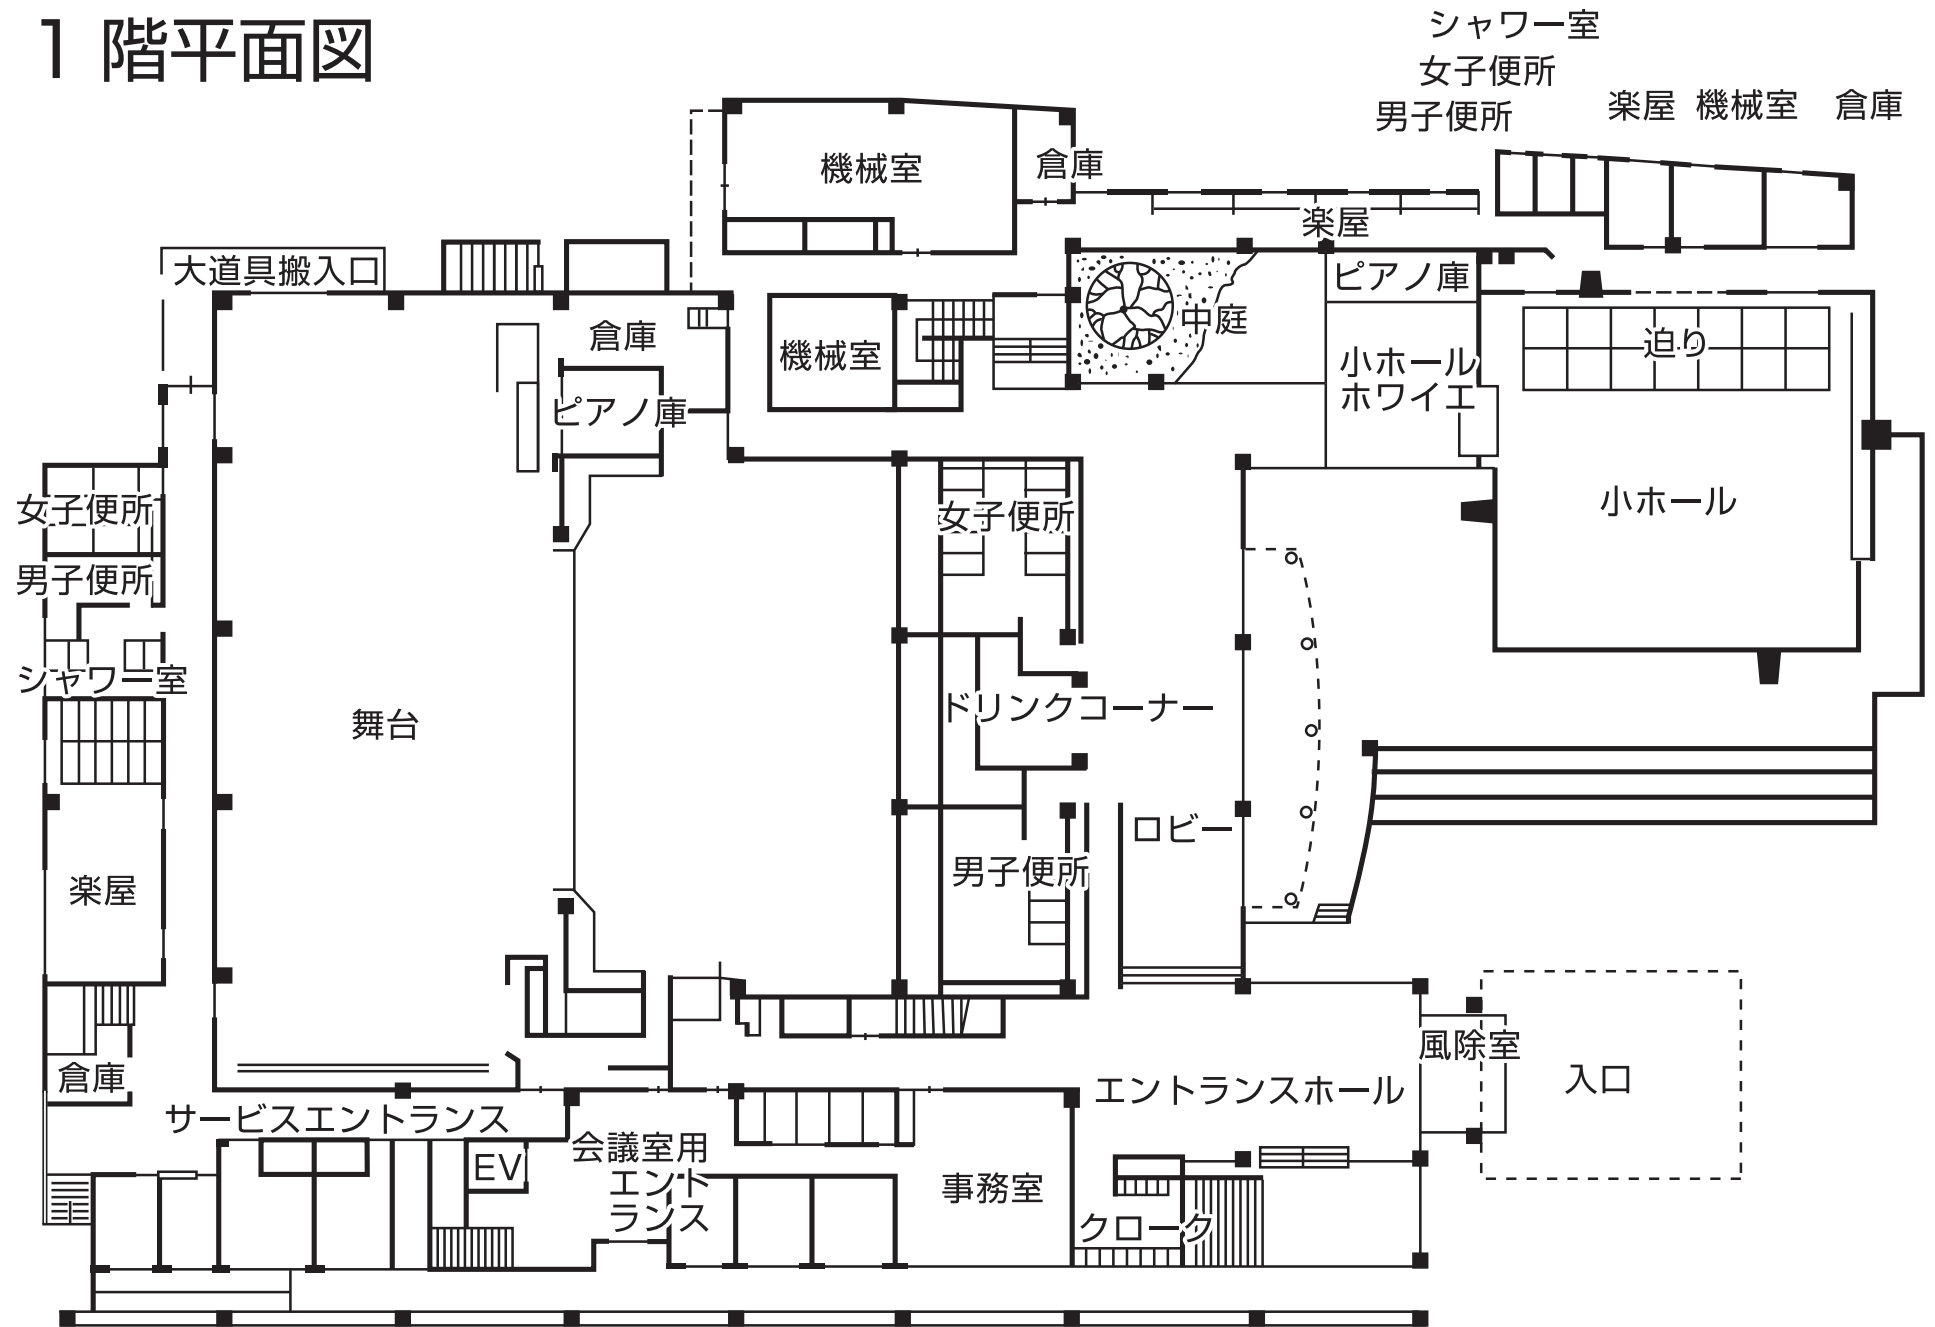 1階平面図
シャワー室
女子便所
男子便所
楽屋
機械室
倉庫
機械室
倉庫
楽屋
大道具搬入口
ピアノ庫
中庭
倉庫
機械室
小ホール
ホワイエ
迫り
ピアノ庫
女子便所
女子便所
小ホール
男子便所
シャワー室
舞台
ドリンクコーナー
ロビー
男子便所
楽屋
風除室
入口
倉庫
エントランスホール
サービスエントランス
会議室用
エント
ランス
EV
事務室
クローク